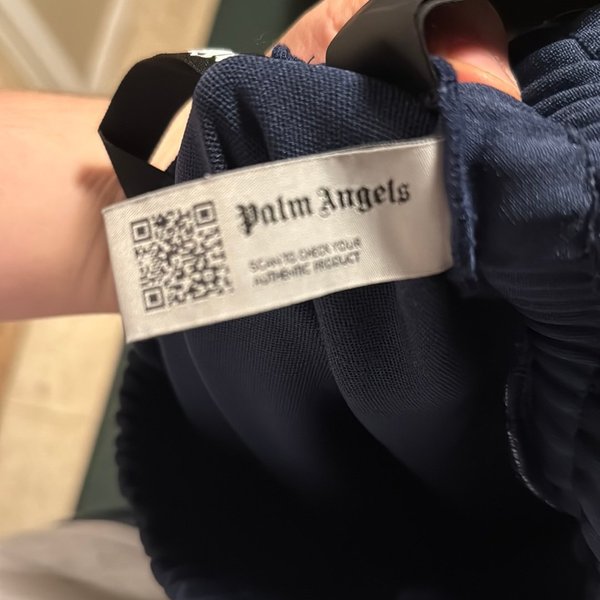 Palm Angels
SCAN TO CHECK YOUR
AUTHENTIC PRODUCT